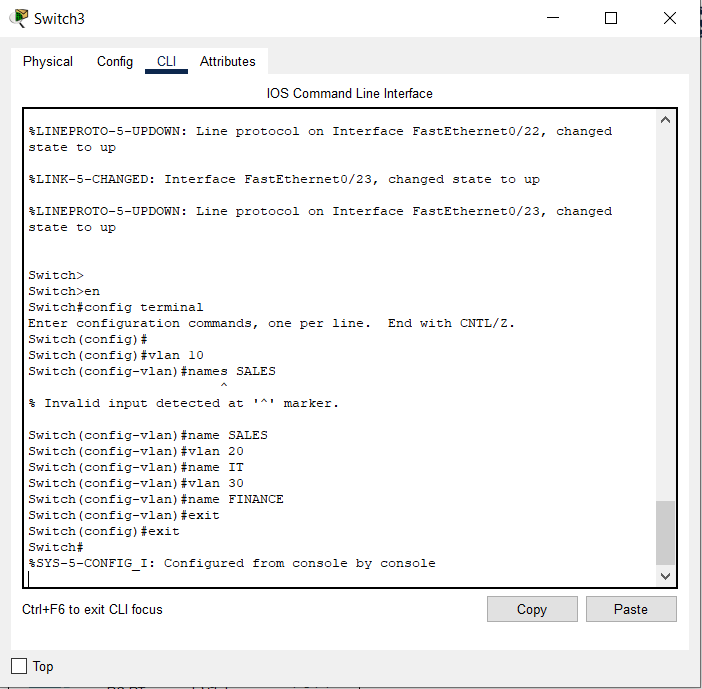 Switch3
Physical Config CLI Attributes
IOS Command Line Interface
%LINEPROTO-5-UPDOWN: Line protocol on Interface FastEthernet0/22, changed
state to up
%LINK-5-CHANGED: Interface FastEthernet0/23, changed state to up
%LINEPROTO-5-UPDOWN: Line protocol on Interface FastEthernet0/23, changed
state to up
Switch>
Switch>en
Switch#config terminal
Enter configuration commands, one per line.  End with CNTL/Z.
Switch(config)#
Switch(config)#vlan 10
Switch(config-vlan)#names SALES
^
% Invalid input detected at '^' marker.
Switch(config-vlan)#name SALES
Switch(config-vlan)#vlan 20
Switch(config-vlan)#name IT
Switch(config-vlan)#vlan 30
Switch(config-vlan)#name FINANCE
Switch(config-vlan)#exit
Switch(config)#exit
Switch#
%SYS-5-CONFIG_I: Configured from console by console
Ctrl+F6 to exit CLI focus
Copy Paste
Top